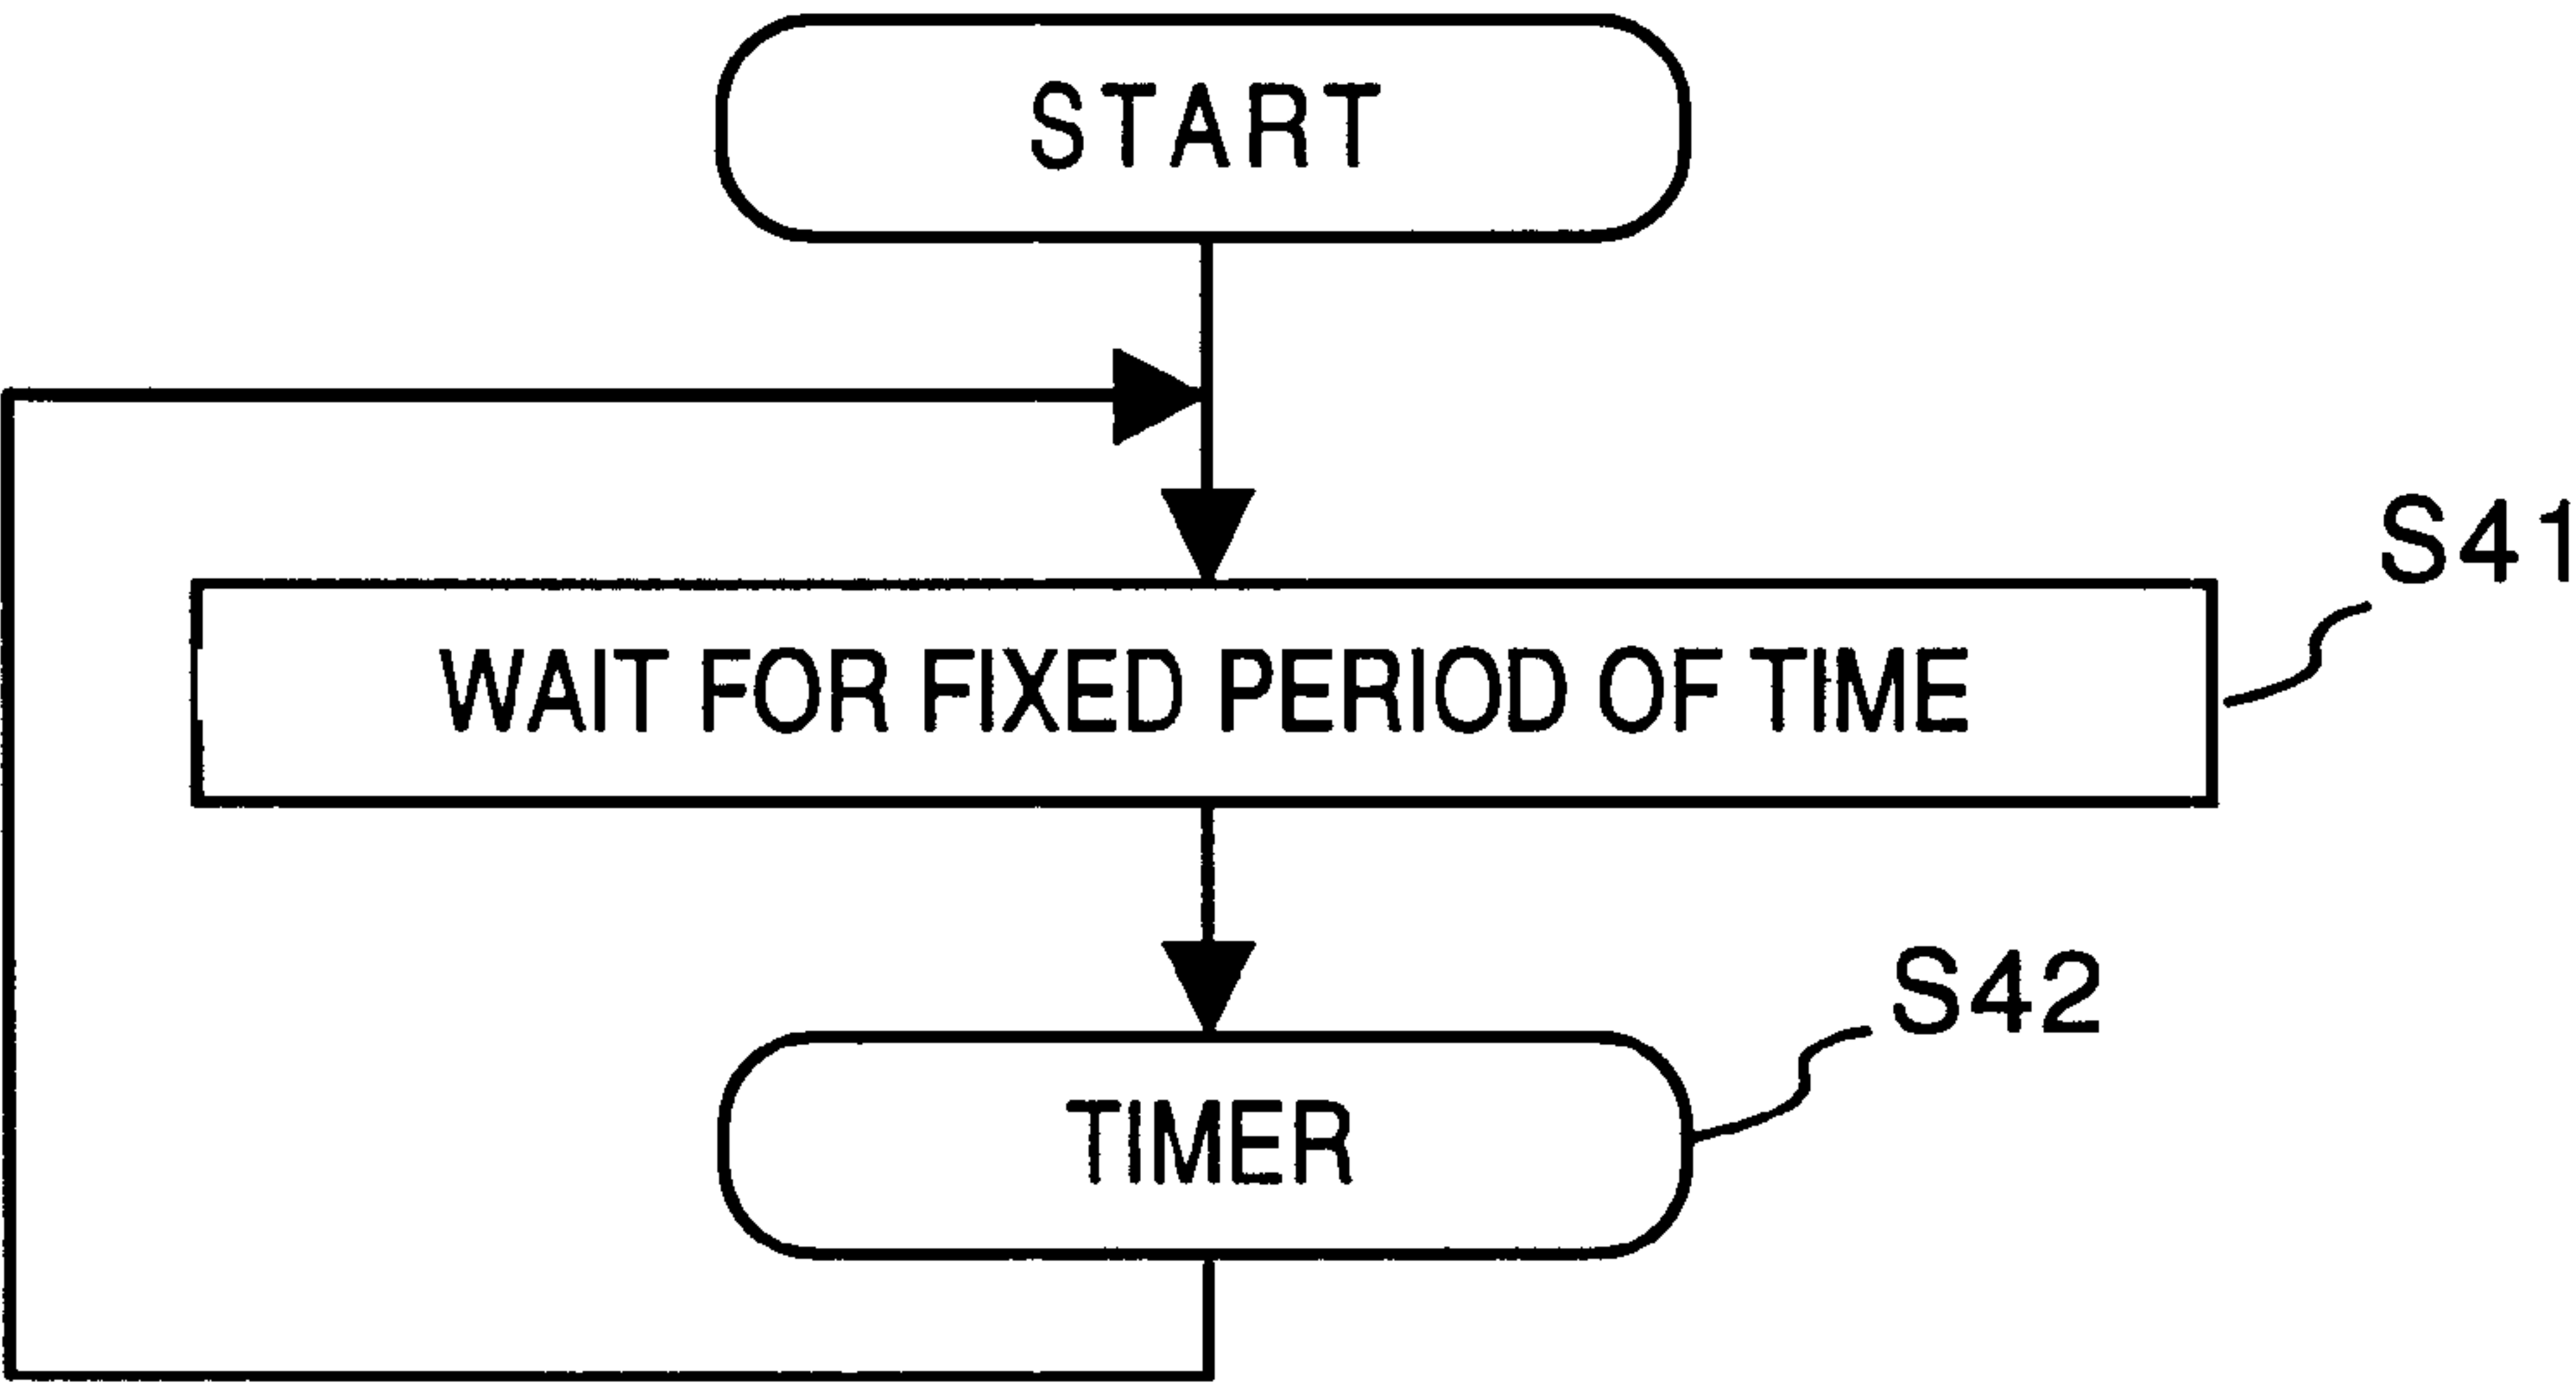 START
S41
WAIT FOR FIXED PERIOD OF TIME
S42
TIMER